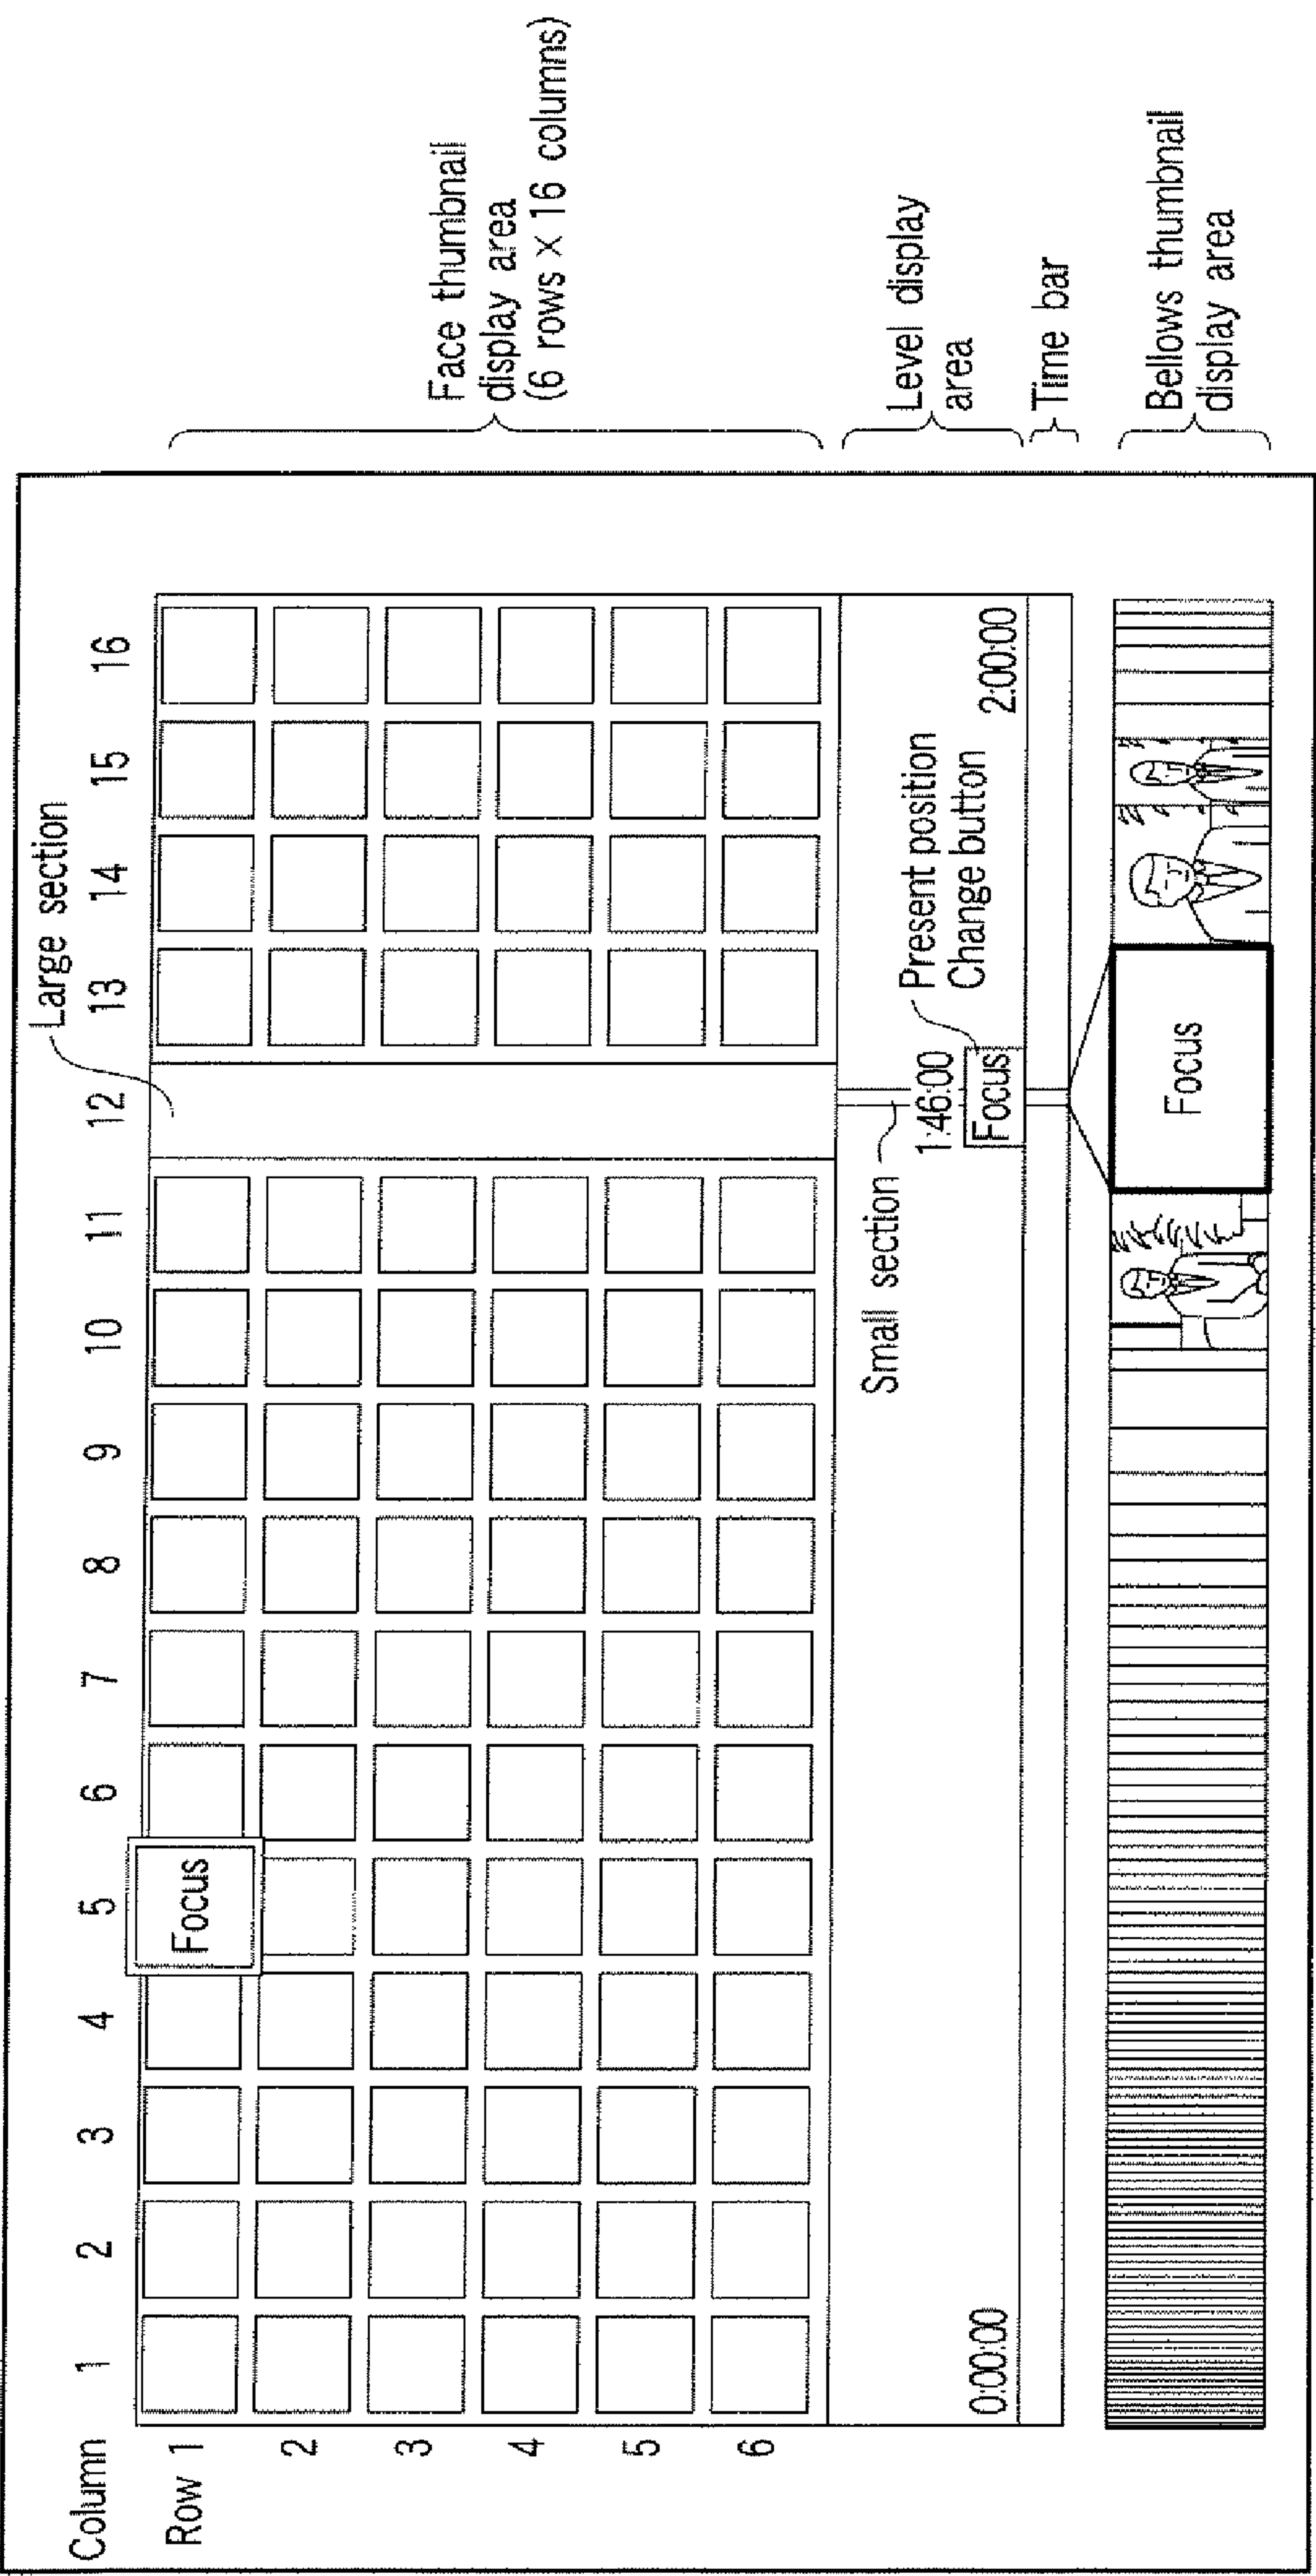 Large section
Column 1 2 3 4 5 6 7 8 9 10 11 12 13 14 15 16
Row 1
Focus
2
3
4
5
6
Face thumbnail
display area
(6 rows × 16 columns)
Small section
1:46:00
Present position
Change button
0:00:00
Focus
2:00:00
Level display
area
Time bar
Focus
Bellows thumbnail
display area